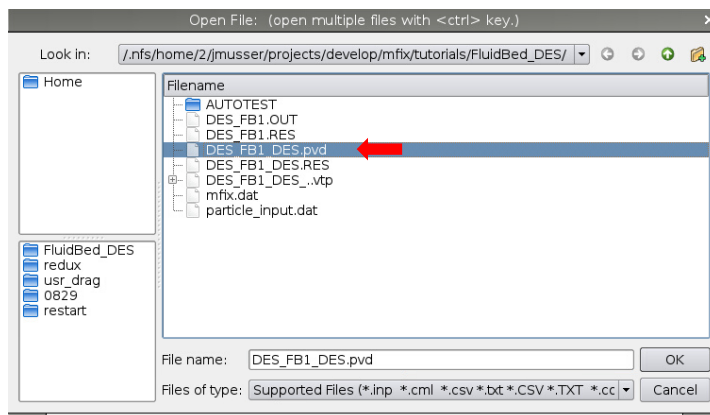 Open File: (open multiple files with <ctrl> key.)
Look in: /.nfs/home/2/jmusser/projects/develop/mfix/tutorials/FluidBed_DES/
Home
Filename
AUTOTEST
DES_FB1.OUT
DES_FB1.RES
DES_FB1_DES.pvd
DES_FB1_DES.RES
DES_FB1_DES_..vtp
mfix.dat
particle_input.dat
FluidBed_DES
redux
usr_drag
0829
restart
File name: DES_FB1_DES.pvd OK
Files of type: Supported Files (*.inp *.cml *.csv *.txt *.CSV *.TXT *.cc Cancel